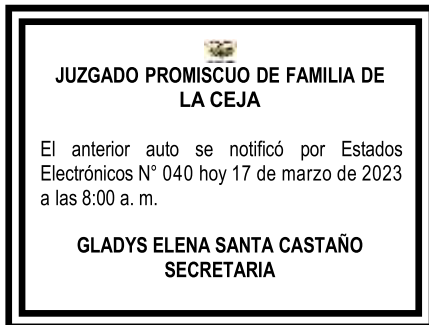 JUZGADO PROMISCUO DE FAMILIA DE
LA CEJA
El anterior auto se notificó por Estados
Electrónicos N° 040 hoy 17 de marzo de 2023
a las 8:00 a. m.
GLADYS ELENA SANTA CASTAÑO
SECRETARIA